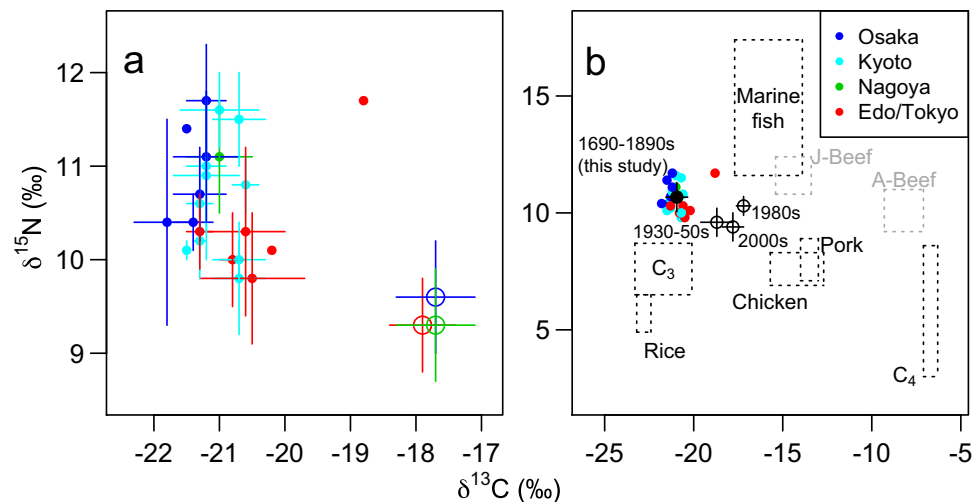 a
12
11
10
9
δ15N (‰)
-22
-21
-20
-19
-18
-17
b
Osaka
Kyoto
Nagoya
Edo/Tokyo
Marine
fish
1690-1890s
(this study)
J-Beef
A-Beef
1980s
1930-50s
2000s
Pork
C3
Chicken
Rice
C4
15
10
5
-25
-20
-15
-10
-5
δ13C (‰)